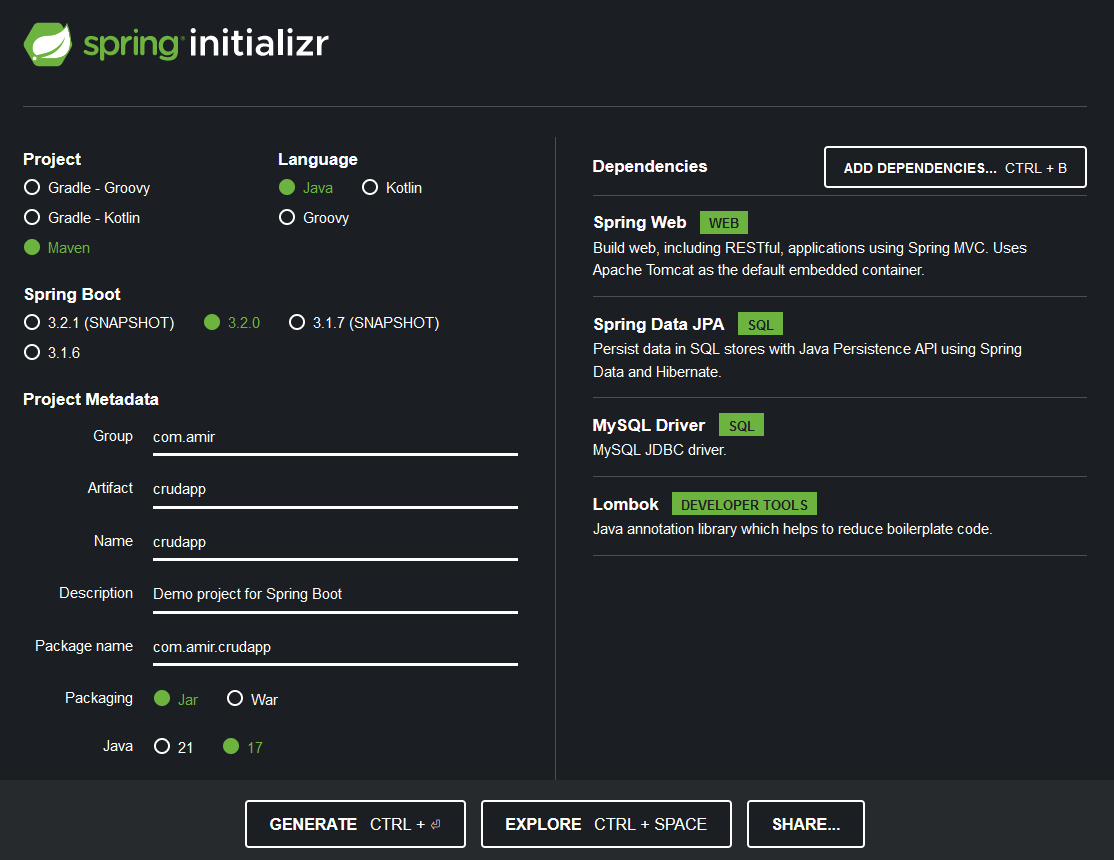 spring initializr
Project
Gradle - Groovy
Gradle - Kotlin
Maven
Language
Java Kotlin
Groovy
Spring Boot
3.2.1 (SNAPSHOT) 3.2.0 3.1.7 (SNAPSHOT)
3.1.6
Project Metadata
Group com.amir
Artifact crudapp
Name crudapp
Description Demo project for Spring Boot
Package name com.amir.crudapp
Packaging Jar War
Java 21 17
Dependencies ADD DEPENDENCIES... CTRL + B
Spring Web WEB
Build web, including RESTful, applications using Spring MVC. Uses
Apache Tomcat as the default embedded container.
Spring Data JPA SQL
Persist data in SQL stores with Java Persistence API using Spring
Data and Hibernate.
MySQL Driver SQL
MySQL JDBC driver.
Lombok DEVELOPER TOOLS
Java annotation library which helps to reduce boilerplate code.
GENERATE CTRL + ⏎ EXPLORE CTRL + SPACE SHARE...